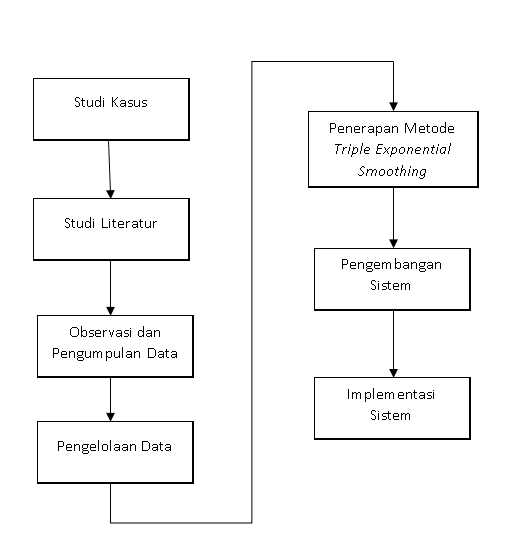 Studi Kasus
Studi Literatur
Observasi dan
Pengumpulan Data
Pengelolaan Data
Penerapan Metode
Triple Exponential
Smoothing
Pengembangan
Sistem
Implementasi
Sistem